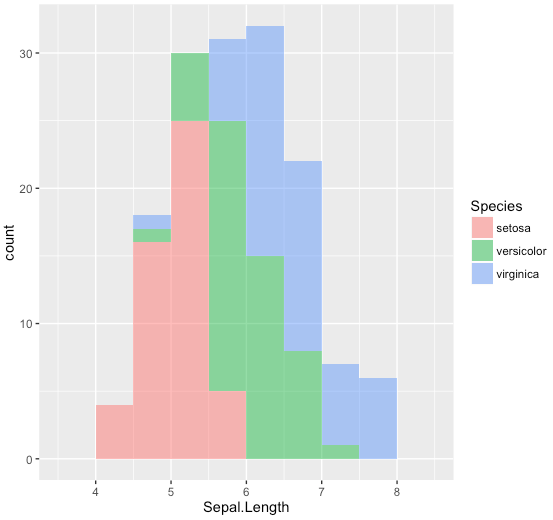 30
20
10
0
count
4 5 6 7 8
Sepal.Length
Species
setosa
versicolor
virginica